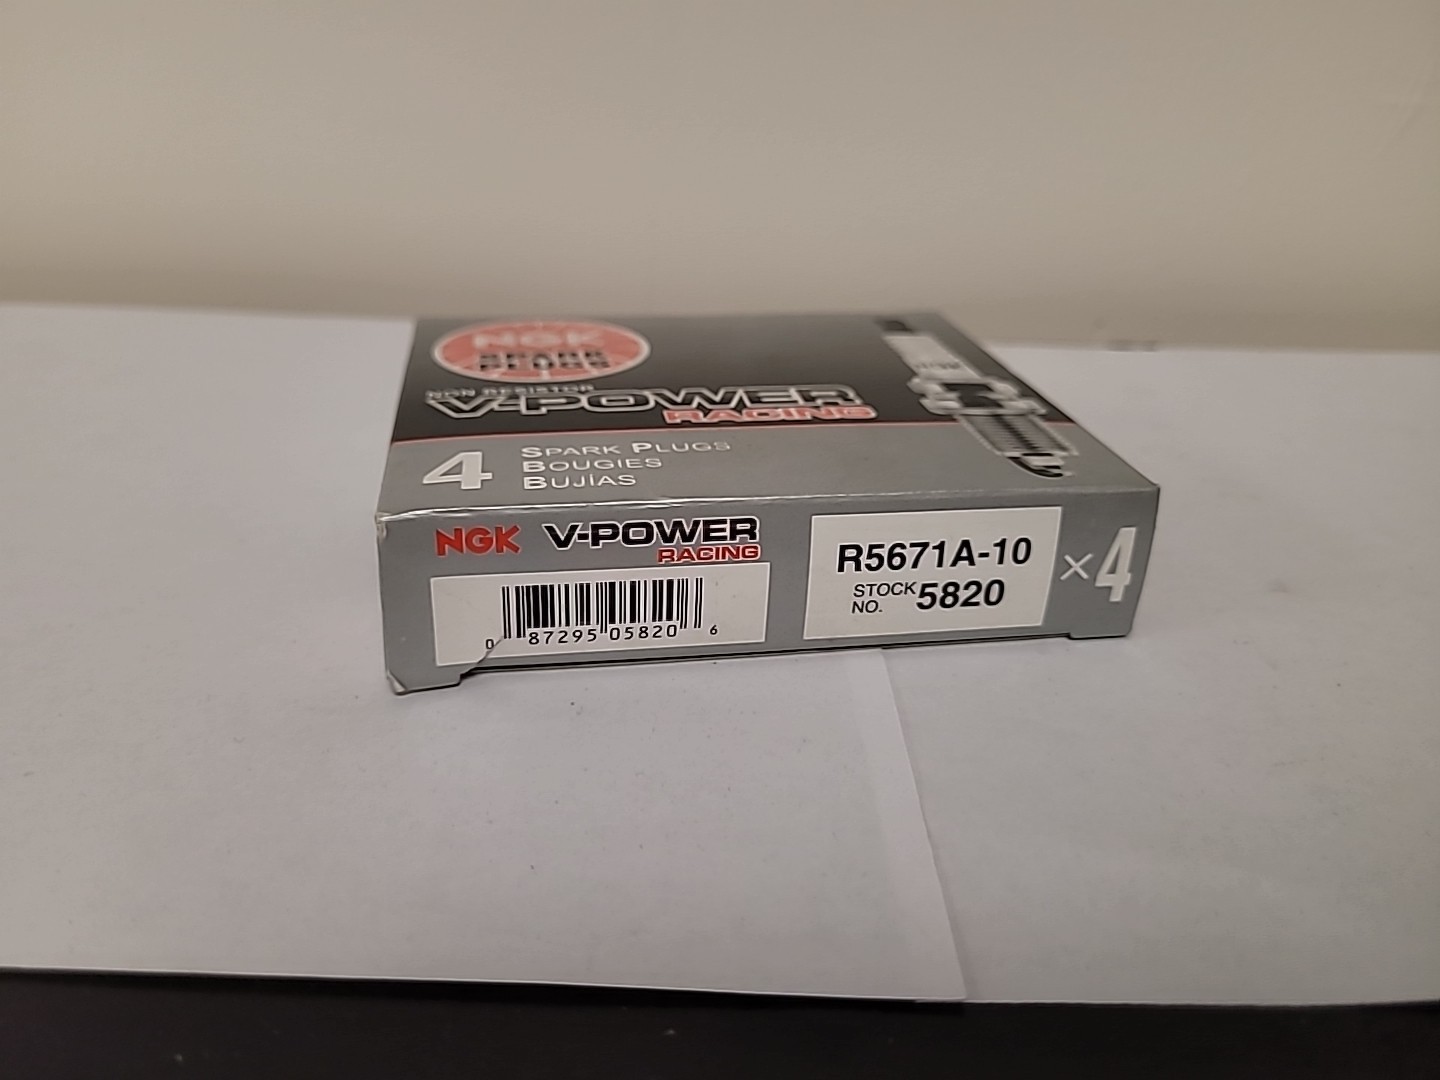 NGK
SPARK
PLUGS
NON RESISTOR
V-POWER
RACING
4 SPARK PLUGS
BOUGIES
BUJÍAS
NGK V-POWER
RACING
0 87295 05820 6
R5671A-10
STOCK NO. 5820
×4